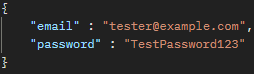 {
"email" : "tester@example.com",
"password" : "TestPassword123"
}